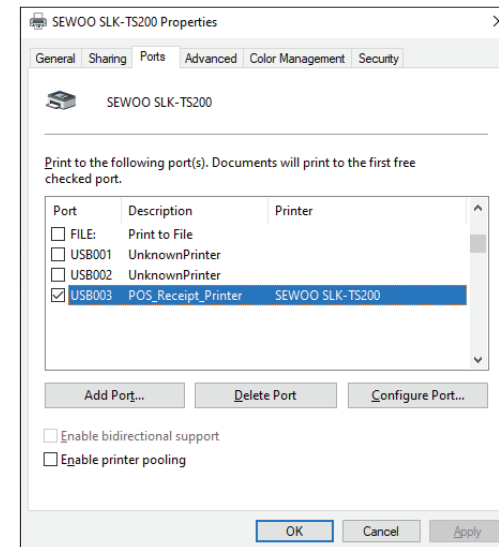 SEWOO SLK-TS200 Properties
General Sharing Ports Advanced Color Management Security
SEWOO SLK-TS200
Print to the following port(s). Documents will print to the first free
checked port.
Port Description Printer
FILE: Print to File
USB001 UnknownPrinter
USB002 UnknownPrinter
USB003 POS_Receipt_Printer SEWOO SLK-TS200
Add Port... Delete Port Configure Port...
Enable bidirectional support
Enable printer pooling
OK Cancel Apply